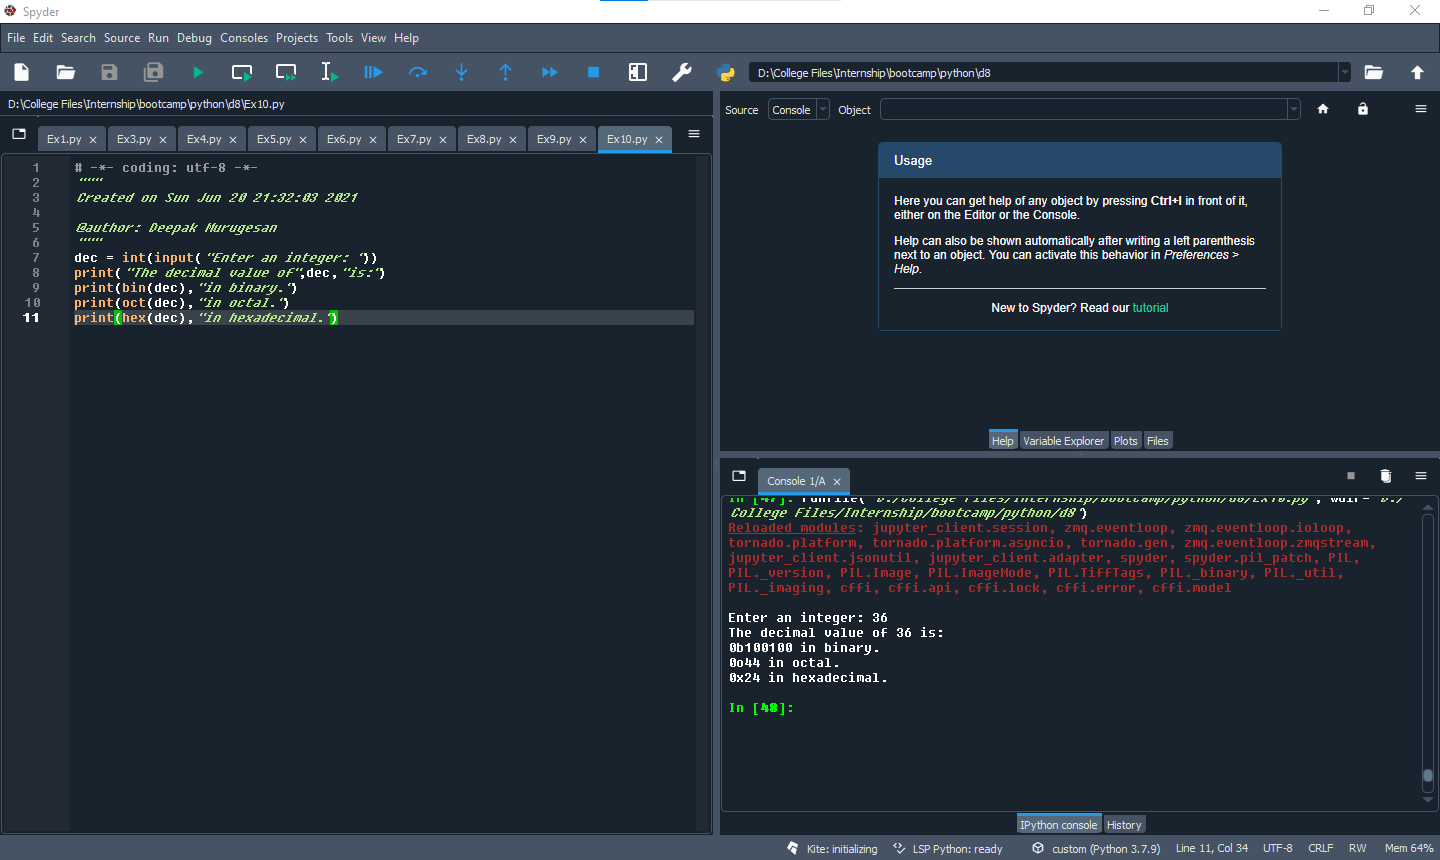 Spyder
File Edit Search Source Run Debug Consoles Projects Tools View Help
D:\College Files\Internship\bootcamp\python\d8
D:\College Files\Internship\bootcamp\python\d8\Ex10.py
Ex1.py Ex3.py Ex4.py Ex5.py Ex6.py Ex7.py Ex8.py Ex9.py Ex10.py
1 # -*- coding: utf-8 -*-
2 """
3 Created on Sun Jun 20 21:32:03 2021
4
5 @author: Deepak Murugesan
6 """
7 dec = int(input("Enter an integer: "))
8 print("The decimal value of",dec,"is:")
9 print(bin(dec),"in binary.")
10 print(oct(dec),"in octal.")
11 print(hex(dec),"in hexadecimal.")
Source Console Object
Usage
Here you can get help of any object by pressing Ctrl+I in front of it,
either on the Editor or the Console.
Help can also be shown automatically after writing a left parenthesis
next to an object. You can activate this behavior in Preferences >
Help.
New to Spyder? Read our tutorial
Help Variable Explorer Plots Files
Console 1/A
In [47]: runfile('D:/College Files/Internship/bootcamp/python/d8/Ex10.py', wdir='D:/
College Files/Internship/bootcamp/python/d8')
Reloaded modules: jupyter_client.session, zmq.eventloop, zmq.eventloop.ioloop,
tornado.platform, tornado.platform.asyncio, tornado.gen, zmq.eventloop.zmqstream,
jupyter_client.jsonutil, jupyter_client.adapter, spyder, spyder.pil_patch, PIL,
PIL._version, PIL.Image, PIL.ImageMode, PIL.TiffTags, PIL._binary, PIL._util,
PIL._imaging, cffi, cffi.api, cffi.lock, cffi.error, cffi.model
Enter an integer: 36
The decimal value of 36 is:
0b100100 in binary.
0o44 in octal.
0x24 in hexadecimal.
In [48]:
IPython console History
Kite: initializing LSP Python: ready custom (Python 3.7.9) Line 11, Col 34 UTF-8 CRLF RW Mem 64%